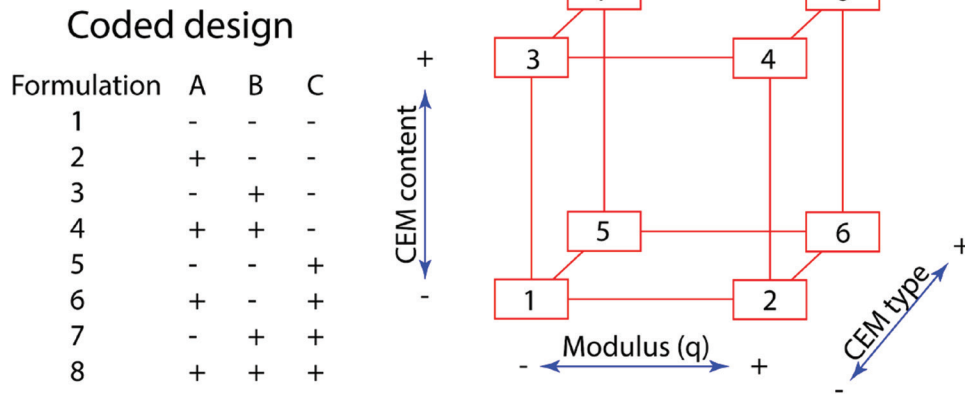 Coded design
Formulation A B C
1 - - -
2 + - -
3 - + -
4 + + -
5 - - +
6 + - +
7 - + +
8 + + +
+
CEM content
-
3
4
5
6
1
2
- Modulus (q) +
+
CEM type
-